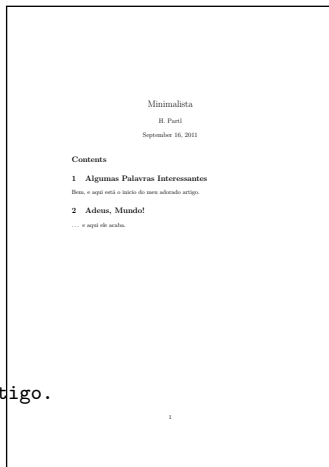 Minimalista
H. Partl
September 16, 2011
Contents
1 Algumas Palavras Interessantes
Bem, e aqui está o início do meu adorado artigo.
2 Adeus, Mundo!
... e aqui ele acaba.
tigo.
1